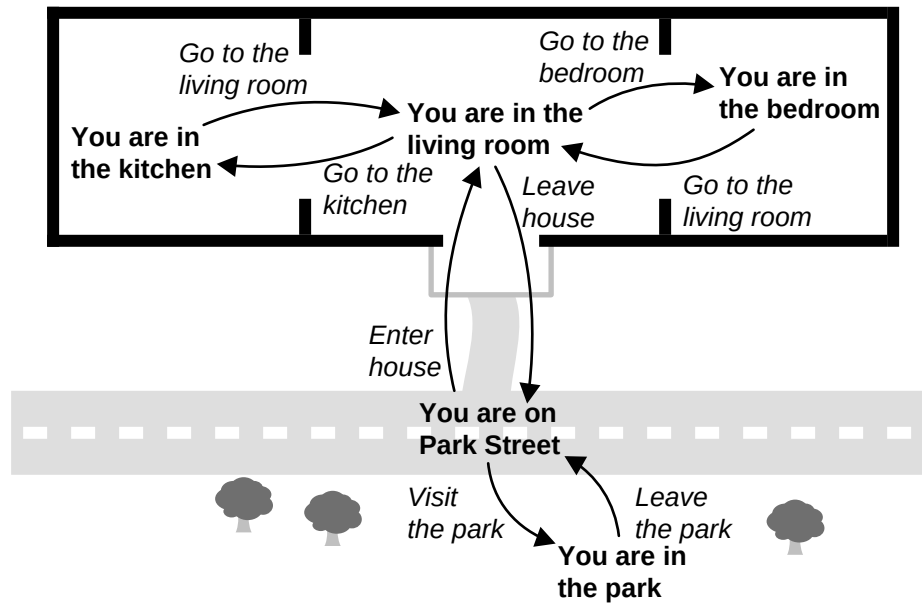 Go to the
living room
Go to the
bedroom
You are in
the bedroom
You are in the
living room
You are in
the kitchen
Go to the
kitchen
Leave
house
Go to the
living room
Enter
house
You are on
Park Street
Visit
the park
Leave
the park
You are in
the park